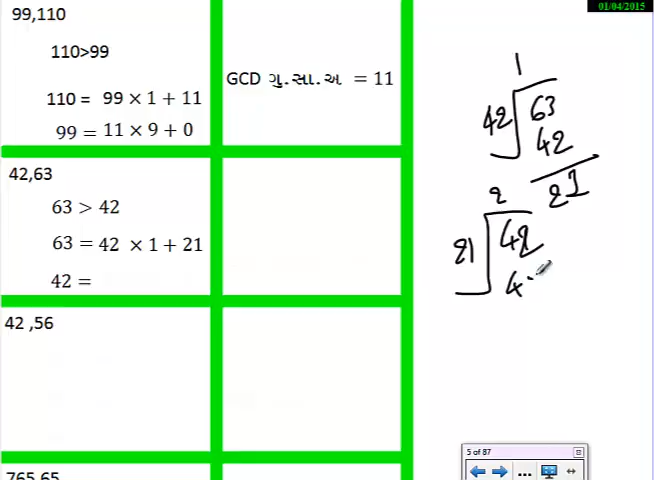 01/04/2015
99,110
110>99
110 = 99 × 1 + 11
99 = 11 × 9 + 0
GCD ગુ.સા.અ = 11
42,63
63 > 42
63 = 42 × 1 + 21
42 =
42 ,56
765,65
1
42 63
42
21
2
21 42
4
5 of 87
...